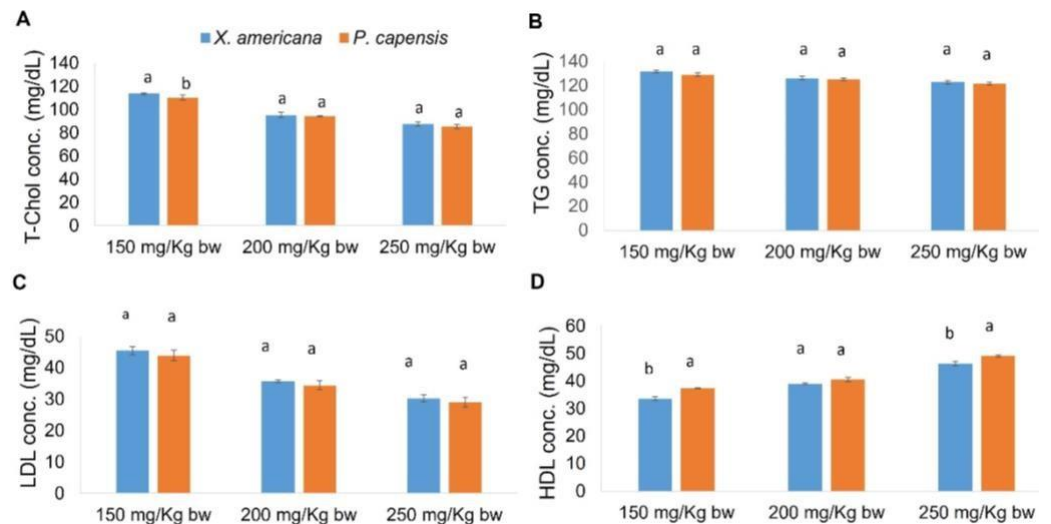 A
X. americana P. capensis
T-Chol conc. (mg/dL)
140
120
100
80
60
40
20
0
a b
a a
a a
150 mg/Kg bw 200 mg/Kg bw 250 mg/Kg bw
B
TG conc. (mg/dL)
140
120
100
80
60
40
20
0
a a
a a
a a
150 mg/Kg bw 200 mg/Kg bw 250 mg/Kg bw
C
LDL conc. (mg/dL)
50
40
30
20
10
0
a a
a a
a a
150 mg/Kg bw 200 mg/Kg bw 250 mg/Kg bw
D
HDL conc. (mg/dL)
60
50
40
30
20
10
0
b a
a a
b a
150 mg/Kg bw 200 mg/Kg bw 250 mg/Kg bw